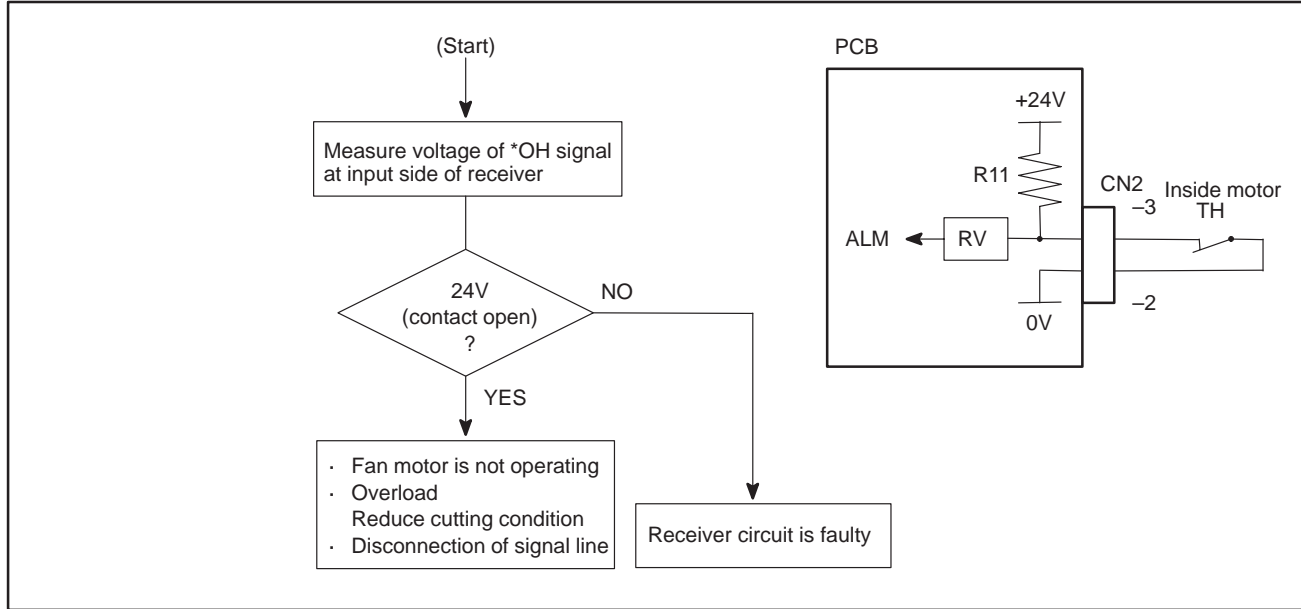 (Start)
Measure voltage of *OH signal
at input side of receiver
24V
(contact open)
?
NO
YES
· Fan motor is not operating
· Overload
Reduce cutting condition
· Disconnection of signal line
Receiver circuit is faulty
PCB
+24V
R11
CN2
–3
Inside motor
TH
ALM
RV
0V
–2